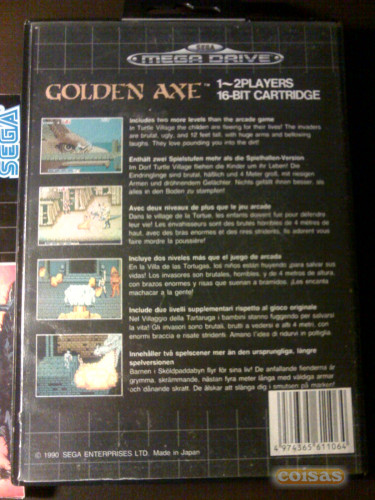 SEGA
MEGA DRIVE
GOLDEN AXE™
1~2PLAYERS
16-BIT CARTRIDGE
SEGA
Includes two more levels than the arcade game
In Turtle Village the children are fleeing for their lives! The invaders
are brutal, ugly, and 12 feet tall, with huge arms and bellowing
laughs. They love pounding you into the dirt!
Enthält zwei Spielstufen mehr als die Spielhallen-Version
Im Dorf Turtle Village fliehen die Kinder um ihr Leben! Die
Eindringlinge sind brutal, häßlich und 4 Meter groß, mit riesigen
Armen und dröhnendem Gelächter. Nichts gefällt ihnen besser, als
alles in den Boden zu stampfen!
Avec deux niveaux de plus que le jeu arcade
Dans le village de la Tortue, les enfants doivent fuir pour défendre
leur vie! Les envahisseurs sont des brutes horribles de 4 mètres de
haut, avec des bras énormes et des rires stridents. Ils adorent vous
faire mordre la poussière!
Incluye dos niveles más que el juego de arcade
En la Villa de las Tortugas, los niños están huyendo ¡para salvar sus
vidas! Los invasores son brutales, horribles, y de 4 metros de altura,
con brazos enormes y risas que suenan a bramidos. ¡Les encanta
machacar a la gente!
Include due livelli supplementari rispetto al gioco originale
Nel Villaggio della Tartaruga i bambini stanno fuggendo per salvarsi
la vita! Gli invasori sono brutali, brutti a vedersi e alti 4 metri, con
enormi braccia e risate stridenti. Amano l'idea di ridurvi in poltiglia.
Innehåller två spelscener mer än den ursprungliga, längre
spelversionen
Barnen i Sköldpaddabyn flyr för sina liv! De anfallande fienderna är
grymma, skrämmande, nästan fyra meter långa med väldiga armar
och dånande skratt. De älskar att slänga dig i smutsen på marken!
4 974365 611064
© 1990 SEGA ENTERPRISES LTD. Made in Japan
coisas